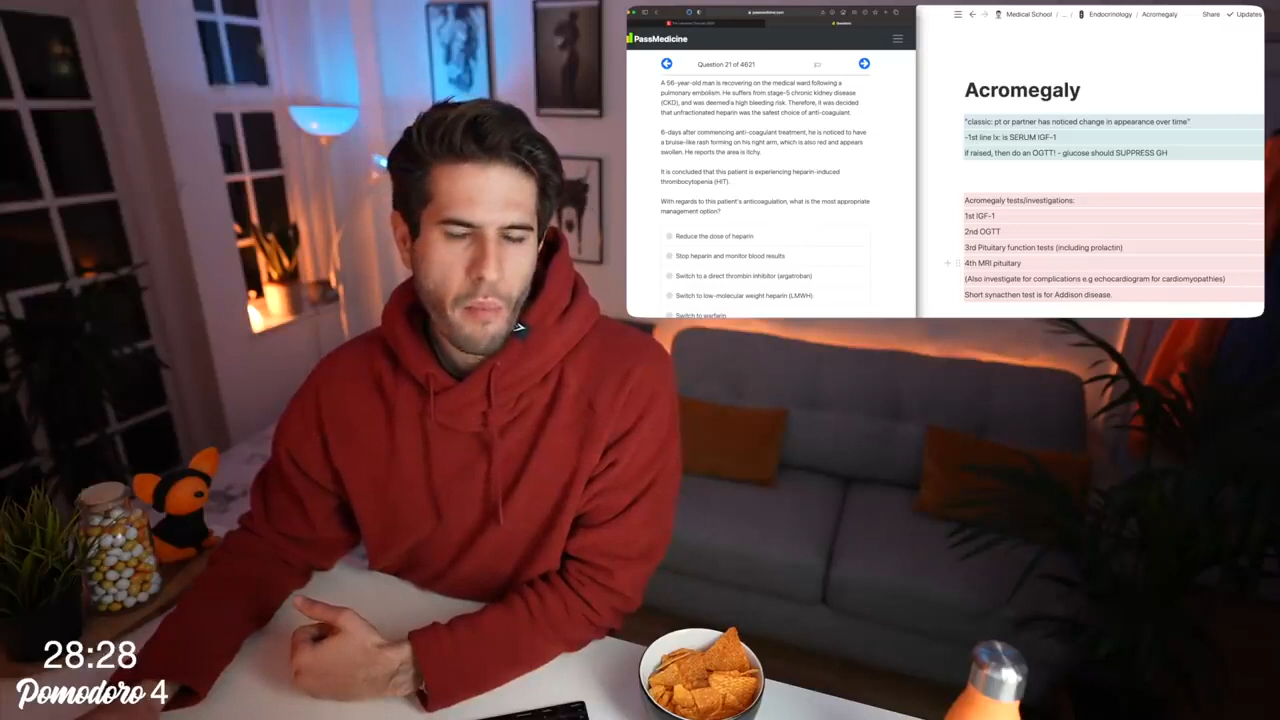 PassMedicine
Question 21 of 4621
A 56-year-old man is recovering on the medical ward following a
pulmonary embolism. He suffers from stage-5 chronic kidney disease
(CKD), and was deemed a high bleeding risk. Therefore, it was decided
that unfractionated heparin was the safest choice of anti-coagulant.
6-days after commencing anti-coagulant treatment, he is noticed to have
a bruise-like rash forming on his right arm, which is also red and appears
swollen. He reports the area is itchy.
It is concluded that this patient is experiencing heparin-induced
thrombocytopenia (HIT).
With regards to this patient's anticoagulation, what is the most appropriate
management option?
Reduce the dose of heparin
Stop heparin and monitor blood results
Switch to a direct thrombin inhibitor (argatroban)
Switch to low-molecular weight heparin (LMWH)
Switch to warfarin
Medical School / ... / Endocrinology / Acromegaly
Share Updates
Acromegaly
"classic: pt or partner has noticed change in appearance over time"
-1st line Ix: is SERUM IGF-1
if raised, then do an OGTT! - glucose should SUPPRESS GH
Acromegaly tests/investigations:
1st IGF-1
2nd OGTT
3rd Pituitary function tests (including prolactin)
4th MRI pituitary
(Also investigate for complications e.g echocardiogram for cardiomyopathies)
Short synacthen test is for Addison disease.
28:28
Pomodoro 4